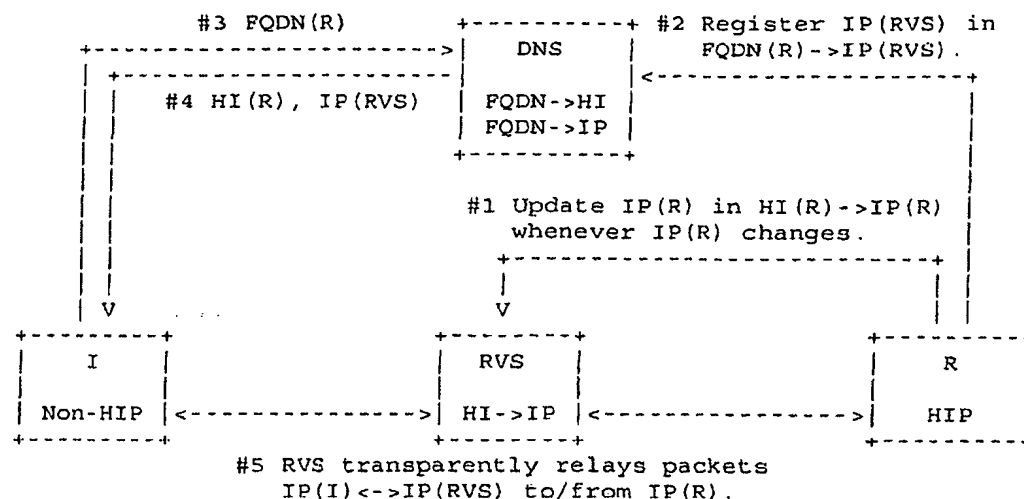 #3 FQDN(R)
#2 Register IP(RVS) in
FQDN(R)->IP(RVS).
DNS
#4 HI(R), IP(RVS)
FQDN->HI
FQDN->IP
#1 Update IP(R) in HI(R)->IP(R)
whenever IP(R) changes.
I
RVS
R
Non-HIP
HI->IP
HIP
#5 RVS transparently relays packets
IP(I)<->IP(RVS) to/from IP(R).